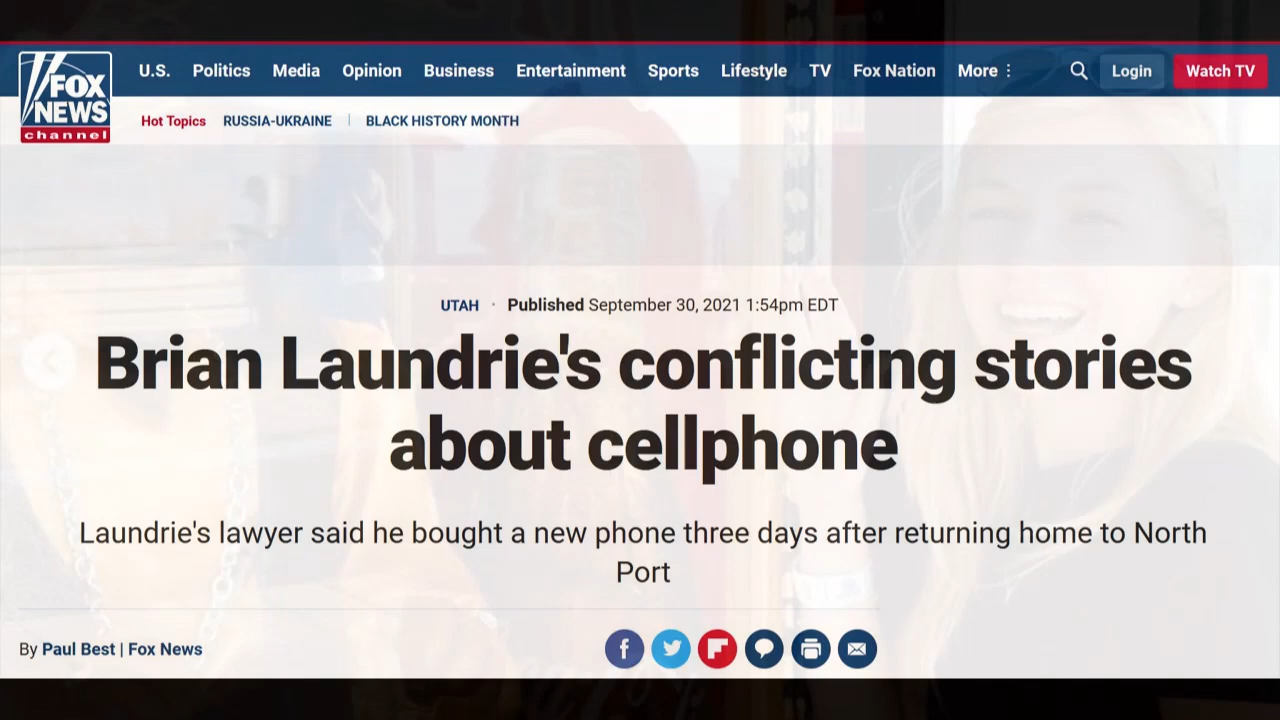 FOX
NEWS
channel
U.S. Politics Media Opinion Business Entertainment Sports Lifestyle TV Fox Nation More Login Watch TV
Hot Topics RUSSIA-UKRAINE BLACK HISTORY MONTH
UTAH · Published September 30, 2021 1:54pm EDT
Brian Laundrie's conflicting stories
about cellphone
Laundrie's lawyer said he bought a new phone three days after returning home to North
Port
By Paul Best | Fox News